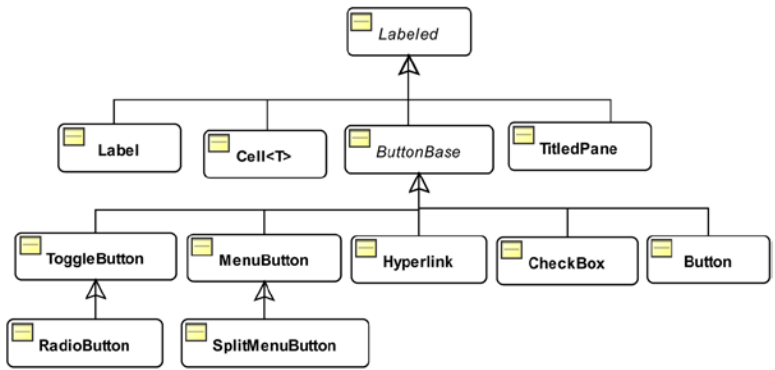 Labeled
Label
Cell<T>
ButtonBase
TitledPane
ToggleButton
MenuButton
Hyperlink
CheckBox
Button
RadioButton
SplitMenuButton